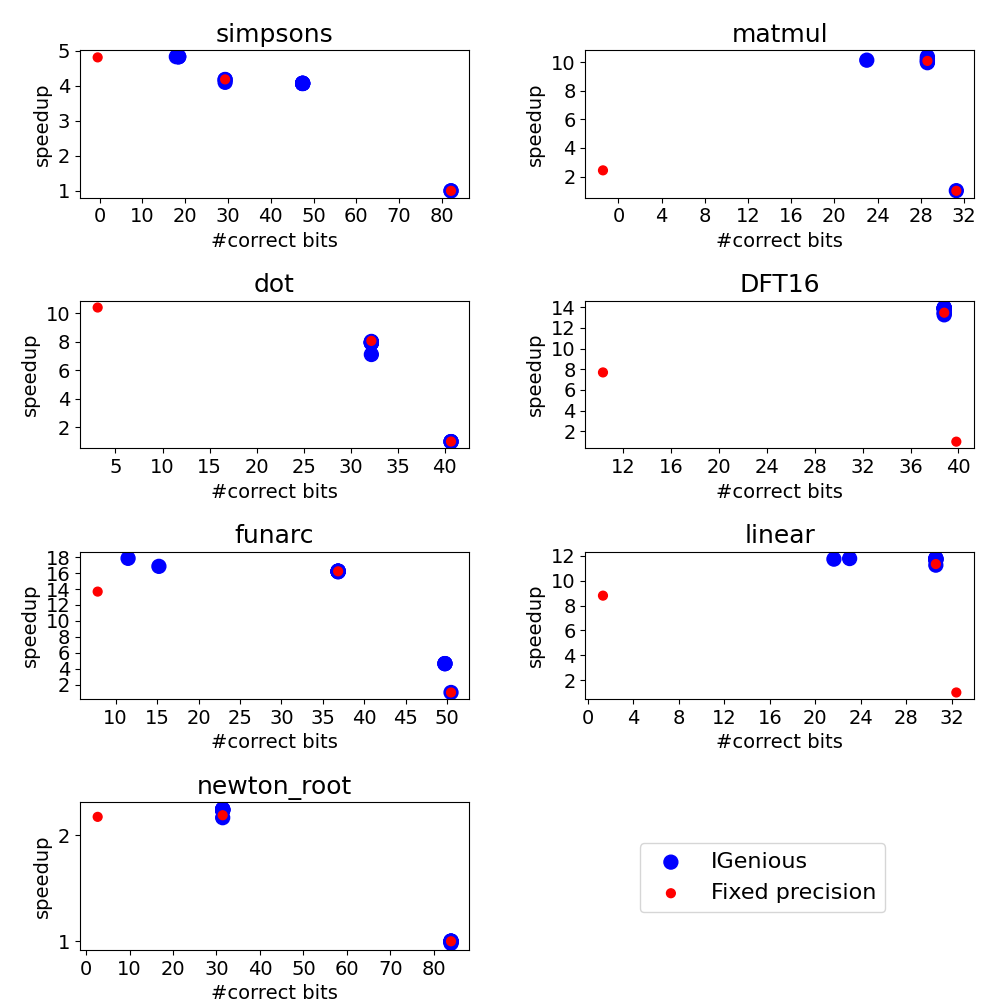 simpsons
5
4
3
2
1
speedup
0 10 20 30 40 50 60 70 80
#correct bits
matmul
10
8
6
4
2
speedup
0 4 8 12 16 20 24 28 32
#correct bits
dot
10
8
6
4
2
speedup
5 10 15 20 25 30 35 40
#correct bits
DFT16
14
12
10
8
6
4
2
speedup
12 16 20 24 28 32 36 40
#correct bits
funarc
18
16
14
12
10
8
6
4
2
speedup
10 15 20 25 30 35 40 45 50
#correct bits
linear
12
10
8
6
4
2
speedup
0 4 8 12 16 20 24 28 32
#correct bits
newton_root
2
1
speedup
0 10 20 30 40 50 60 70 80
#correct bits
IGenious
Fixed precision